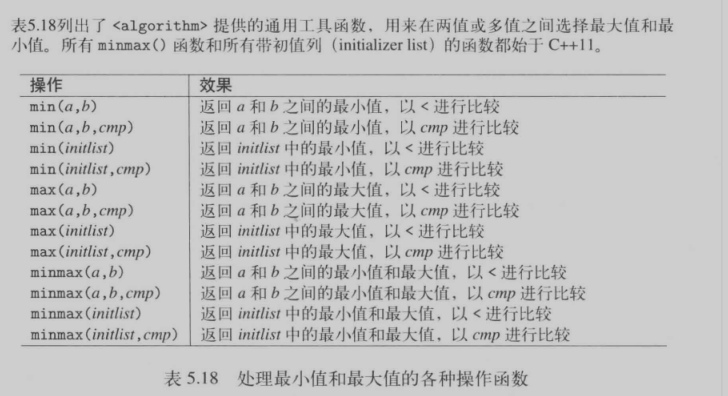 表5.18列出了 <algorithm> 提供的通用工具函数，用来在两值或多值之间选择最大值和最
小值。所有 minmax() 函数和所有带初值列（initializer list）的函数都始于 C++11。
操作 效果
min(a,b) 返回 a 和 b 之间的最小值，以 < 进行比较
min(a,b,cmp) 返回 a 和 b 之间的最小值，以 cmp 进行比较
min(initlist) 返回 initlist 中的最小值，以 < 进行比较
min(initlist,cmp) 返回 initlist 中的最小值，以 cmp 进行比较
max(a,b) 返回 a 和 b 之间的最大值，以 < 进行比较
max(a,b,cmp) 返回 a 和 b 之间的最大值，以 cmp 进行比较
max(initlist) 返回 initlist 中的最大值，以 < 进行比较
max(initlist,cmp) 返回 initlist 中的最大值，以 cmp 进行比较
minmax(a,b) 返回 a 和 b 之间的最小值和最大值，以 < 进行比较
minmax(a,b,cmp) 返回 a 和 b 之间的最小值和最大值，以 cmp 进行比较
minmax(initlist) 返回 initlist 中的最小值和最大值，以 < 进行比较
minmax(initlist,cmp) 返回 initlist 中的最小值和最大值，以 cmp 进行比较
表 5.18 处理最小值和最大值的各种操作函数